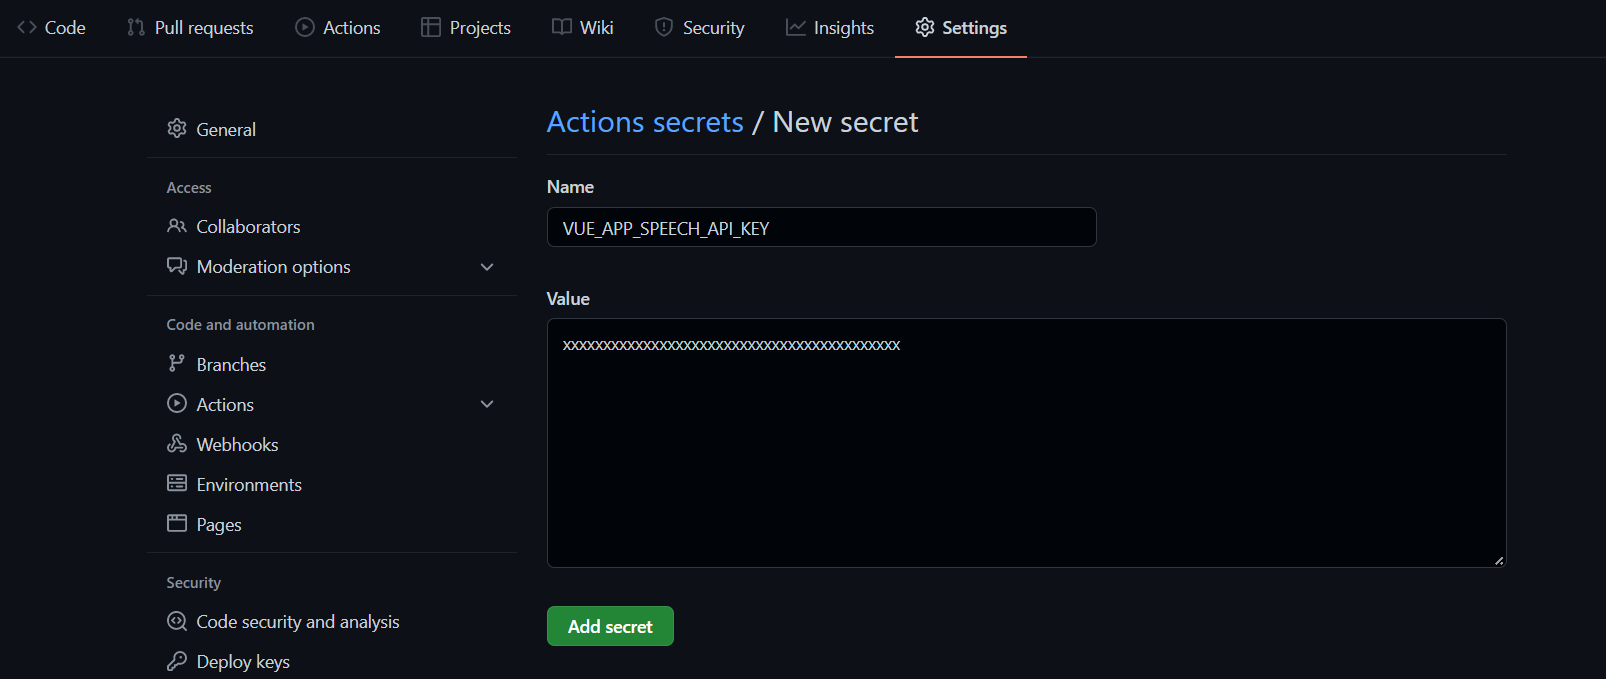 Code Pull requests Actions Projects Wiki Security Insights Settings
General
Access
Collaborators
Moderation options
Code and automation
Branches
Actions
Webhooks
Environments
Pages
Security
Code security and analysis
Deploy keys
Actions secrets / New secret
Name
VUE_APP_SPEECH_API_KEY
Value
xxxxxxxxxxxxxxxxxxxxxxxxxxxxxxxxxxxxxxxxxx
Add secret